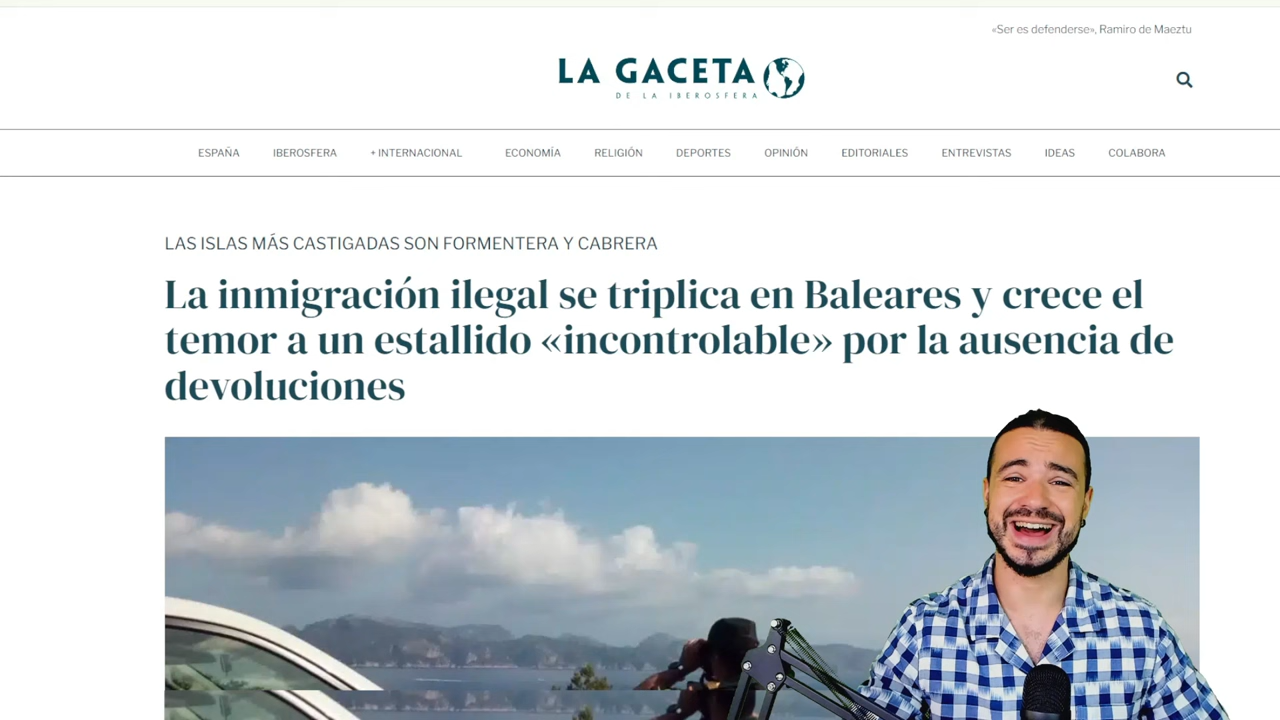 «Ser es defenderse», Ramiro de Maeztu
LA GACETA
DE LA IBEROSFERA
ESPAÑA IBEROSFERA + INTERNACIONAL ECONOMÍA RELIGIÓN DEPORTES OPINIÓN EDITORIALES ENTREVISTAS IDEAS COLABORA
LAS ISLAS MÁS CASTIGADAS SON FORMENTERA Y CABRERA
La inmigración ilegal se triplica en Baleares y crece el
temor a un estallido «incontrolable» por la ausencia de
devoluciones